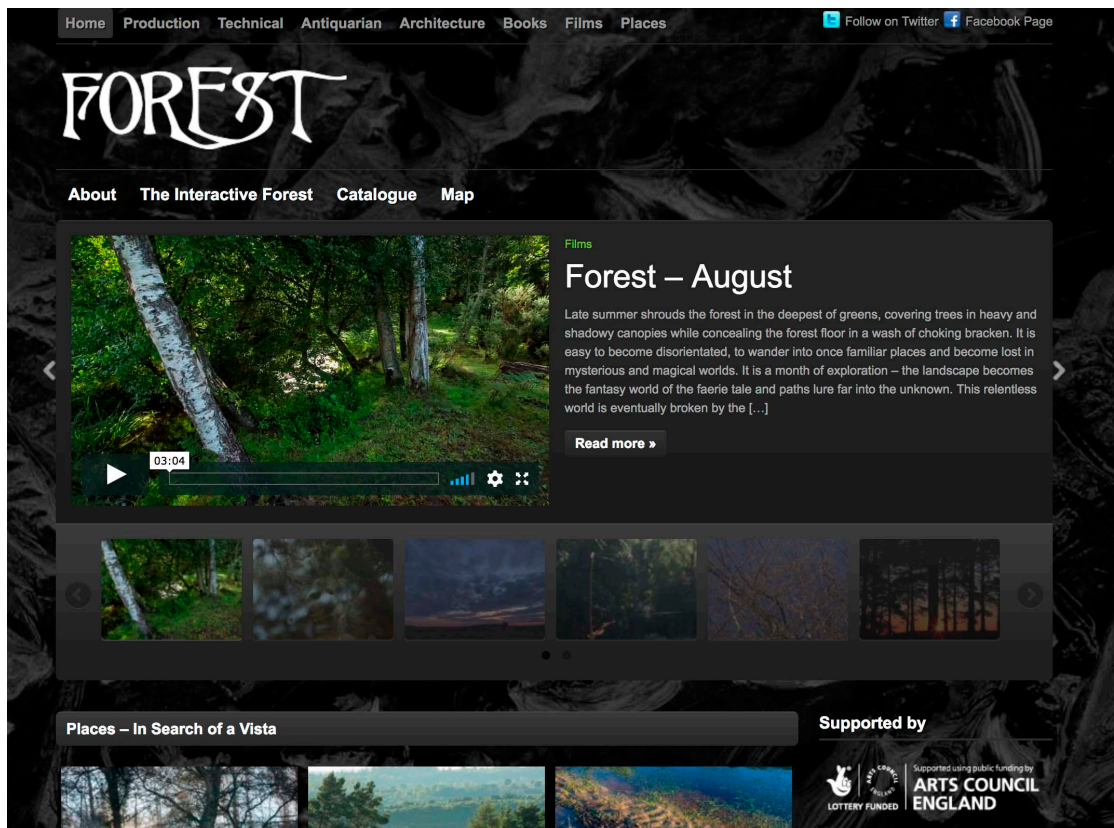 Home Production Technical Antiquarian Architecture Books Films Places
Follow on Twitter Facebook Page
FOREST
About The Interactive Forest Catalogue Map
Films
Forest – August
Late summer shrouds the forest in the deepest of greens, covering trees in heavy and
shadowy canopies while concealing the forest floor in a wash of choking bracken. It is
easy to become disorientated, to wander into once familiar places and become lost in
mysterious and magical worlds. It is a month of exploration – the landscape becomes
the fantasy world of the faerie tale and paths lure far into the unknown. This relentless
world is eventually broken by the […]
Read more »
03:04
Places – In Search of a Vista
Supported by
LOTTERY FUNDED
ARTS COUNCIL ENGLAND
Supported using public funding by
ARTS COUNCIL
ENGLAND